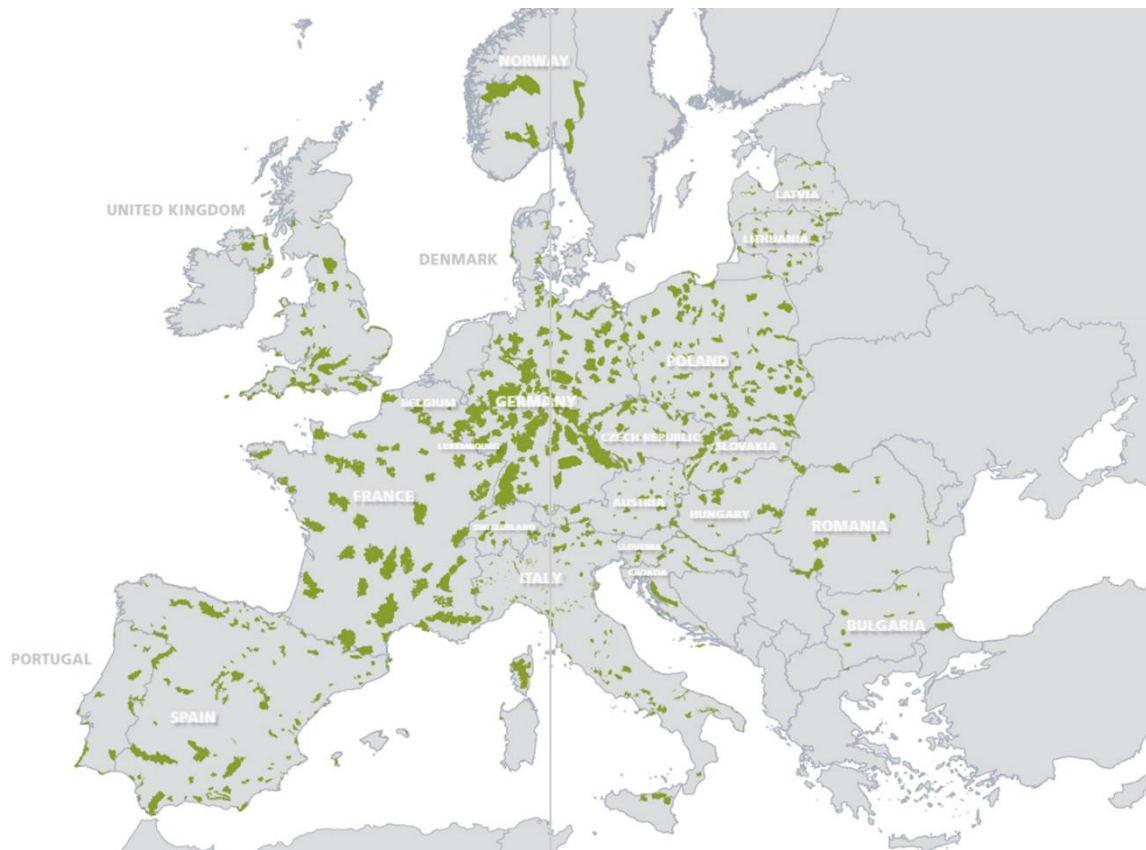 NORWAY
LATVIA
UNITED KINGDOM
LITHUANIA
DENMARK
POLAND
BELGIUM
GERMANY
CZECH REPUBLIC
LUXEMBOURG
SLOVAKIA
FRANCE
AUSTRIA
HUNGARY
SWITZERLAND
ROMANIA
SLOVENIA
CROATIA
ITALY
BULGARIA
PORTUGAL
SPAIN